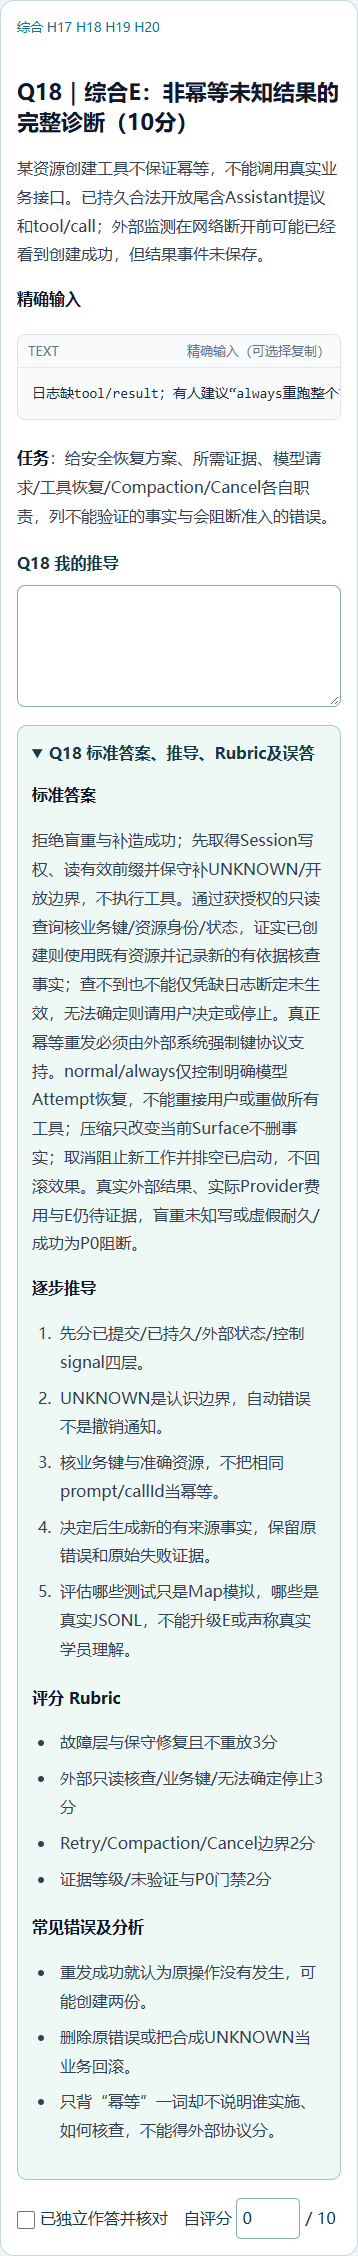 综合 H17 H18 H19 H20
Q18｜综合E：非幂等未知结果的
完整诊断（10分）
某资源创建工具不保证幂等，不能调用真实业
务接口。已持久合法开放尾含Assistant提议
和tool/call；外部监测在网络断开前可能已经
看到创建成功，但结果事件未保存。
精确输入
TEXT 精确输入（可选择复制）
日志缺tool/result；有人建议“always重跑整个
任务：给安全恢复方案、所需证据、模型请
求/工具恢复/Compaction/Cancel各自职
责，列不能验证的事实与会阻断准入的错误。
Q18 我的推导
▼ Q18 标准答案、推导、Rubric及误答
标准答案
拒绝盲重与补造成功；先取得Session写
权、读有效前缀并保守补UNKNOWN/开
放边界，不执行工具。通过获授权的只读
查询核业务键/资源身份/状态，证实已创
建则使用既有资源并记录新的有依据核查
事实；查不到也不能仅凭缺日志断定未生
效，无法确定则请用户决定或停止。真正
幂等重发必须由外部系统强制键协议支
持。normal/always仅控制明确模型
Attempt恢复，不能重接用户或重做所有
工具；压缩只改变当前Surface不删事
实；取消阻止新工作并排空已启动，不回
滚效果。真实外部结果、实际Provider费
用与E仍待证据，盲重未知写或虚假耐久/
成功为P0阻断。
逐步推导
1. 先分已提交/已持久/外部状态/控制
signal四层。
2. UNKNOWN是认识边界，自动错误
不是撤销通知。
3. 核业务键与准确资源，不把相同
prompt/callId当幂等。
4. 决定后生成新的有来源事实，保留原
错误和原始失败证据。
5. 评估哪些测试只是Map模拟，哪些是
真实JSONL，不能升级E或声称真实
学员理解。
评分 Rubric
• 故障层与保守修复且不重放3分
• 外部只读核查/业务键/无法确定停止3
分
• Retry/Compaction/Cancel边界2分
• 证据等级/未验证与P0门禁2分
常见错误及分析
• 重发成功就认为原操作没有发生，可
能创建两份。
• 删除原错误或把合成UNKNOWN当
业务回滚。
• 只背“幂等”一词却不说明谁实施、
如何核查，不能得外部协议分。
已独立作答并核对 自评分 0 / 10